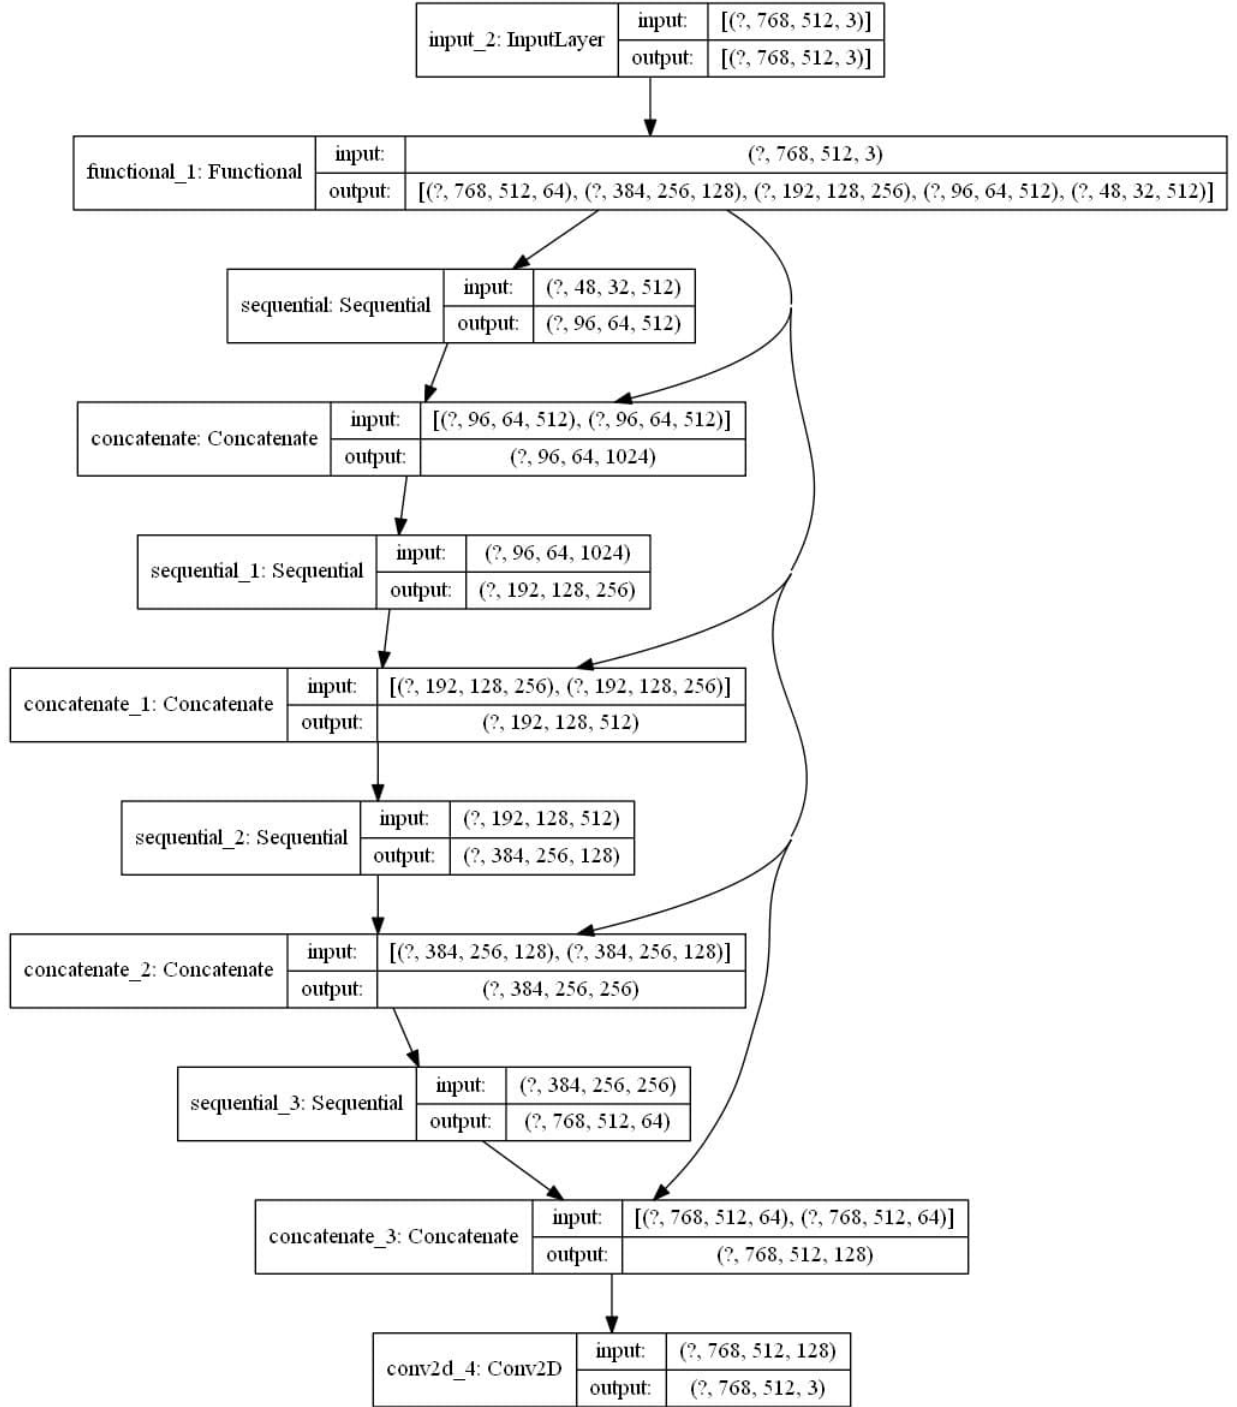 input_2: InputLayer
input: [(?, 768, 512, 3)]
output: [(?, 768, 512, 3)]
functional_1: Functional
input: (?, 768, 512, 3)
output: [(?, 768, 512, 64), (?, 384, 256, 128), (?, 192, 128, 256), (?, 96, 64, 512), (?, 48, 32, 512)]
sequential: Sequential
input: (?, 48, 32, 512)
output: (?, 96, 64, 512)
concatenate: Concatenate
input: [(?, 96, 64, 512), (?, 96, 64, 512)]
output: (?, 96, 64, 1024)
sequential_1: Sequential
input: (?, 96, 64, 1024)
output: (?, 192, 128, 256)
concatenate_1: Concatenate
input: [(?, 192, 128, 256), (?, 192, 128, 256)]
output: (?, 192, 128, 512)
sequential_2: Sequential
input: (?, 192, 128, 512)
output: (?, 384, 256, 128)
concatenate_2: Concatenate
input: [(?, 384, 256, 128), (?, 384, 256, 128)]
output: (?, 384, 256, 256)
sequential_3: Sequential
input: (?, 384, 256, 256)
output: (?, 768, 512, 64)
concatenate_3: Concatenate
input: [(?, 768, 512, 64), (?, 768, 512, 64)]
output: (?, 768, 512, 128)
conv2d_4: Conv2D
input: (?, 768, 512, 128)
output: (?, 768, 512, 3)